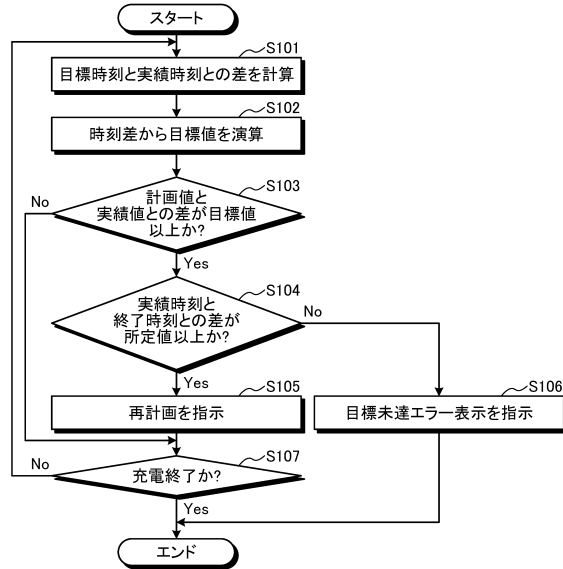 スタート
S101
目標時刻と実績時刻との差を計算
S102
時刻差から目標値を演算
S103
計画値と
実績値との差が目標値
以上か?
No
Yes
S104
実績時刻と
終了時刻との差が
所定値以上か?
No
Yes
S105
再計画を指示
S106
目標未達エラー表示を指示
S107
充電終了か?
No
Yes
エンド